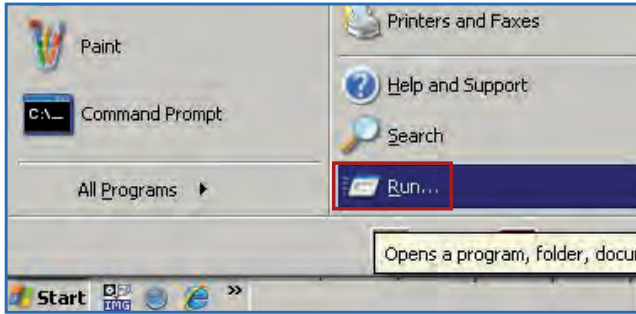 Paint
Command Prompt
All Programs
Printers and Faxes
Help and Support
Search
Run...
Opens a program, folder, docu
Start
IMG
»